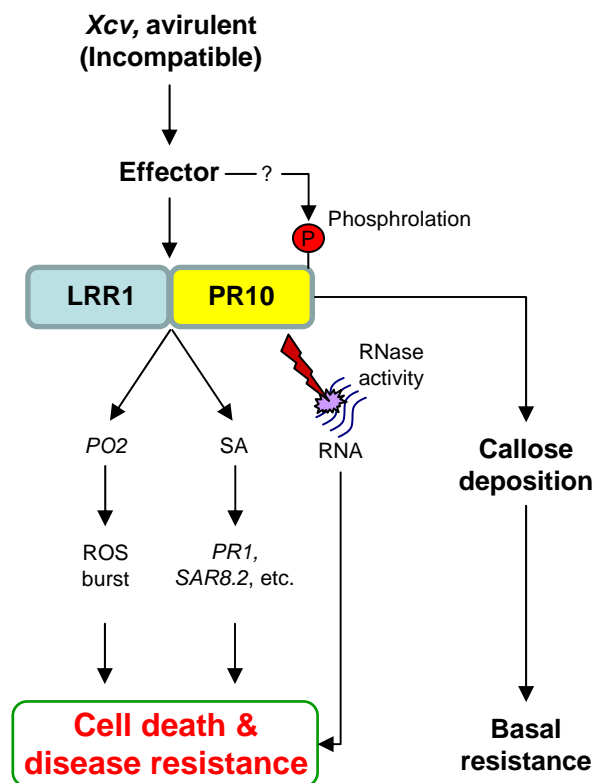 Xcv, avirulent
(Incompatible)
Effector
?
Phosphrolation
P
LRR1
PR10
RNase
activity
PO2
SA
RNA
Callose
deposition
ROS
burst
PR1,
SAR8.2, etc.
Cell death &
disease resistance
Basal
resistance